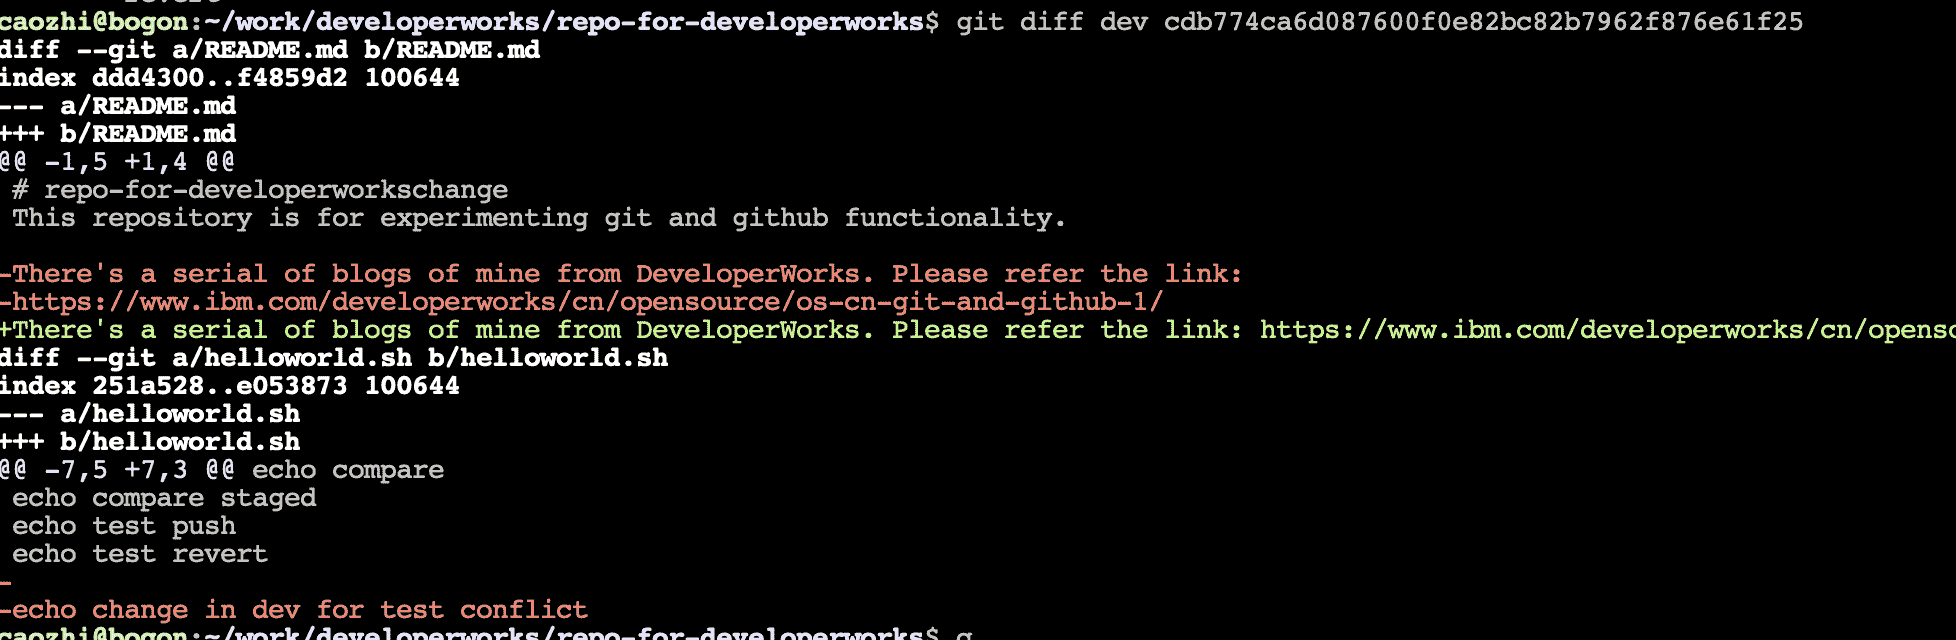 caozhi@bogon:~/work/developerworks/repo-for-developerworks$ git diff dev cdb774ca6d087600f0e82bc82b7962f876e61f25
diff --git a/README.md b/README.md
index ddd4300..f4859d2 100644
--- a/README.md
+++ b/README.md
@@ -1,5 +1,4 @@
 # repo-for-developerworkschange
 This repository is for experimenting git and github functionality.

-There's a serial of blogs of mine from DeveloperWorks. Please refer the link:
-https://www.ibm.com/developerworks/cn/opensource/os-cn-git-and-github-1/
+There's a serial of blogs of mine from DeveloperWorks. Please refer the link: https://www.ibm.com/developerworks/cn/openso
diff --git a/helloworld.sh b/helloworld.sh
index 251a528..e053873 100644
--- a/helloworld.sh
+++ b/helloworld.sh
@@ -7,5 +7,3 @@ echo compare
 echo compare staged
 echo test push
 echo test revert
-
-echo change in dev for test conflict
caozhi@bogon:~/work/developerworks/repo-for-developerworks$ g